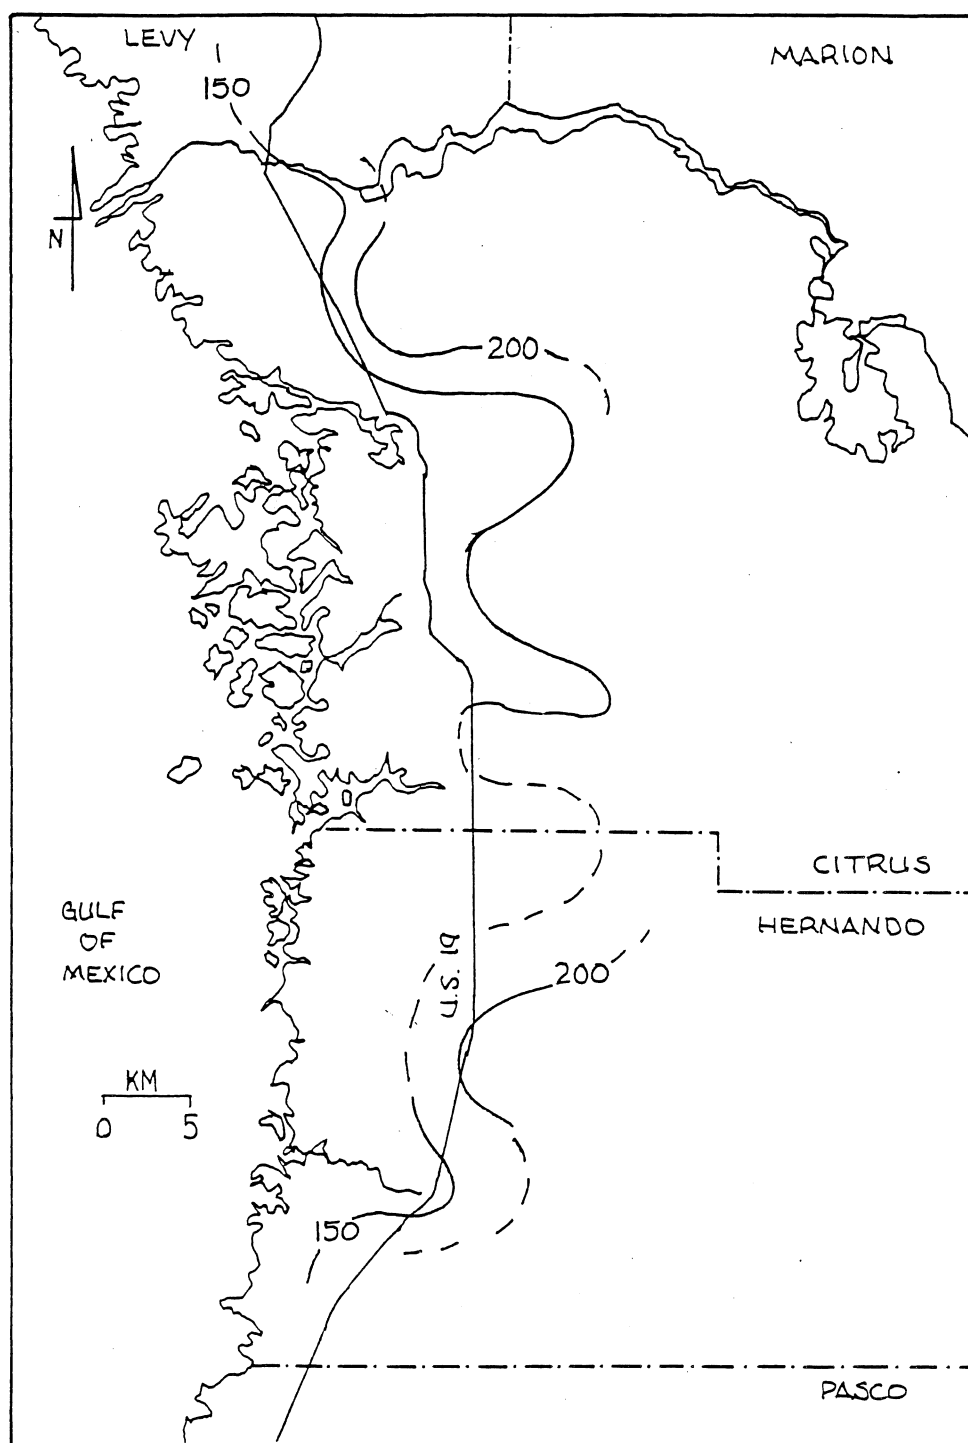 LEVY
MARION
150
N
200
CITRUS
HERNANDO
GULF
OF
MEXICO
U.S. 19
200
KM
0 5
150
PASCO